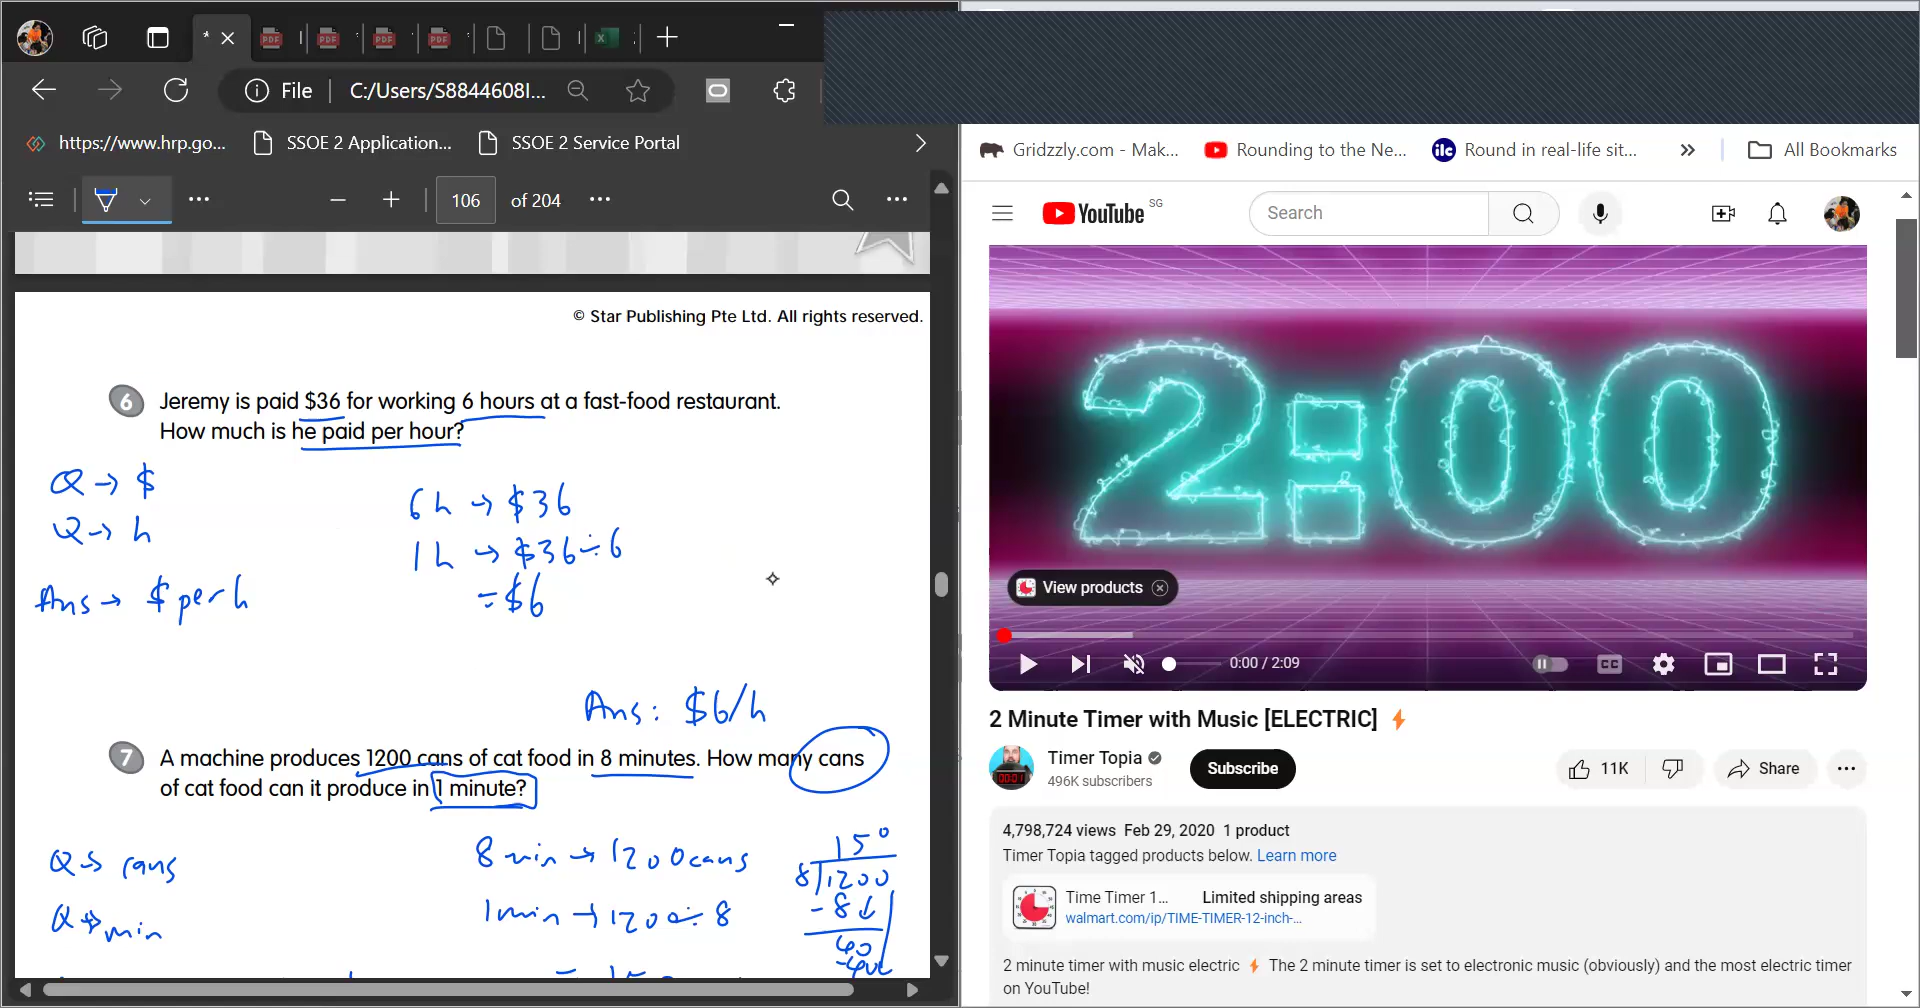 *
File
C:/Users/S8844608I...
https://www.hrp.go...
SSOE 2 Application...
SSOE 2 Service Portal
106
of 204
© Star Publishing Pte Ltd. All rights reserved.
6
Jeremy is paid $36 for working 6 hours at a fast-food restaurant.
How much is he paid per hour?
Q → $
Q → h
Ans → $ per h
6h → $36
1h → $36÷6
= $6
Ans: $6/h
7
A machine produces 1200 cans of cat food in 8 minutes. How many cans
of cat food can it produce in 1 minute?
Q → cans
Q → min
8 min → 1200 cans
1 min → 1200 ÷ 8
= 150
150
8 1200
- 8
40
- 40
Gridzzly.com - Mak...
Rounding to the Ne...
ilc
Round in real-life sit...
All Bookmarks
YouTube SG
Search
2:00
View products
0:00 / 2:09
CC
2 Minute Timer with Music [ELECTRIC] ⚡
Timer Topia
496K subscribers
Subscribe
11K
Share
4,798,724 views Feb 29, 2020 1 product
Timer Topia tagged products below. Learn more
Time Timer 1...
Limited shipping areas
walmart.com/ip/TIME-TIMER-12-inch-...
2 minute timer with music electric ⚡ The 2 minute timer is set to electronic music (obviously) and the most electric timer
on YouTube!